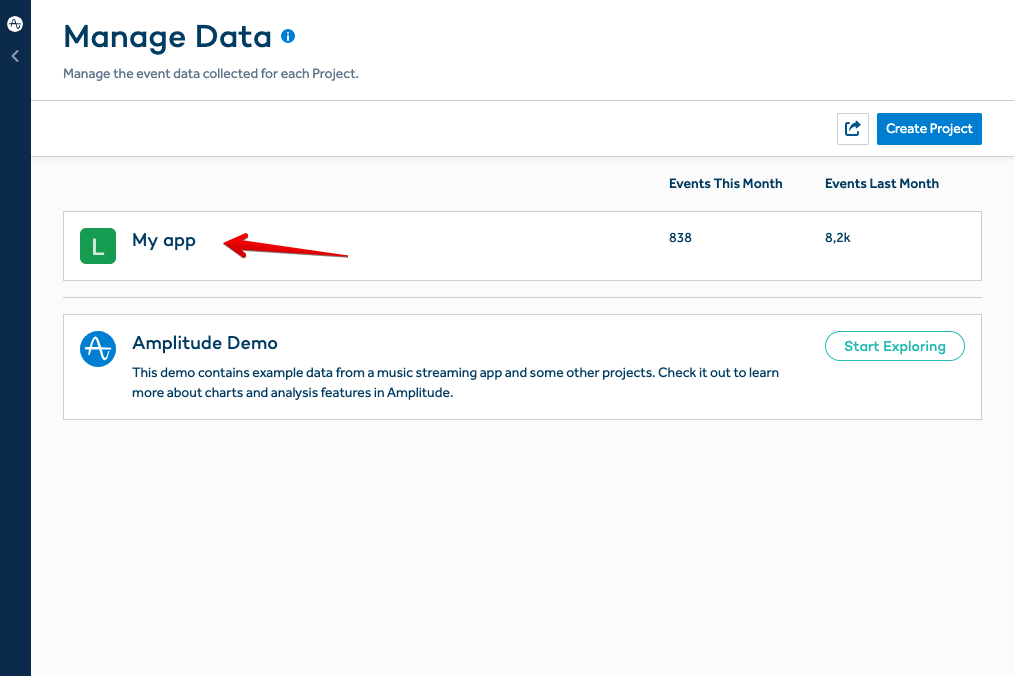 Manage Data
Manage the event data collected for each Project.
Create Project
Events This Month
Events Last Month
L
My app
838
8,2k
Amplitude Demo
This demo contains example data from a music streaming app and some other projects. Check it out to learn
more about charts and analysis features in Amplitude.
Start Exploring